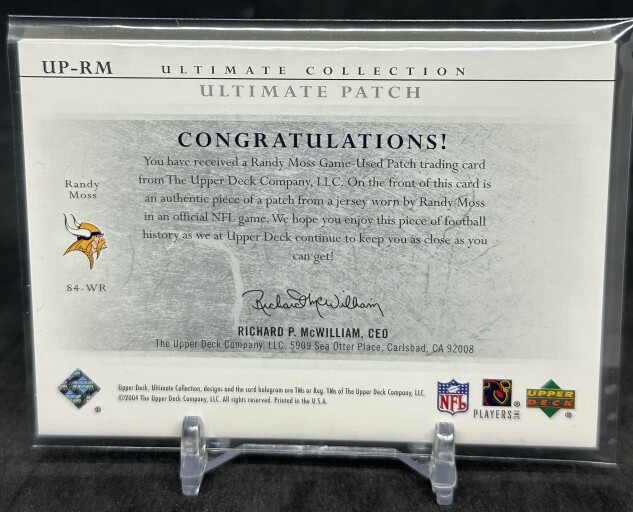 UP-RM ULTIMATE COLLECTION
ULTIMATE PATCH
CONGRATULATIONS!
You have received a Randy Moss Game-Used Patch trading card
from The Upper Deck Company, LLC. On the front of this card is
an authentic piece of a patch from a jersey worn by Randy Moss
in an official NFL game. We hope you enjoy this piece of football
history as we at Upper Deck continue to keep you as close as you
can get!
Randy
Moss
84-WR
Richard McWilliam
RICHARD P. McWILLIAM, CEO
The Upper Deck Company, LLC. 5909 Sea Otter Place, Carlsbad, CA 92008
Upper Deck, Ultimate Collection, designs and the card hologram are TMs or Reg. TMs of The Upper Deck Company, LLC.
©2004 The Upper Deck Company, LLC. All rights reserved. Printed in the U.S.A.
®
NFL
PLAYERS INC ®
UPPER
DECK
®